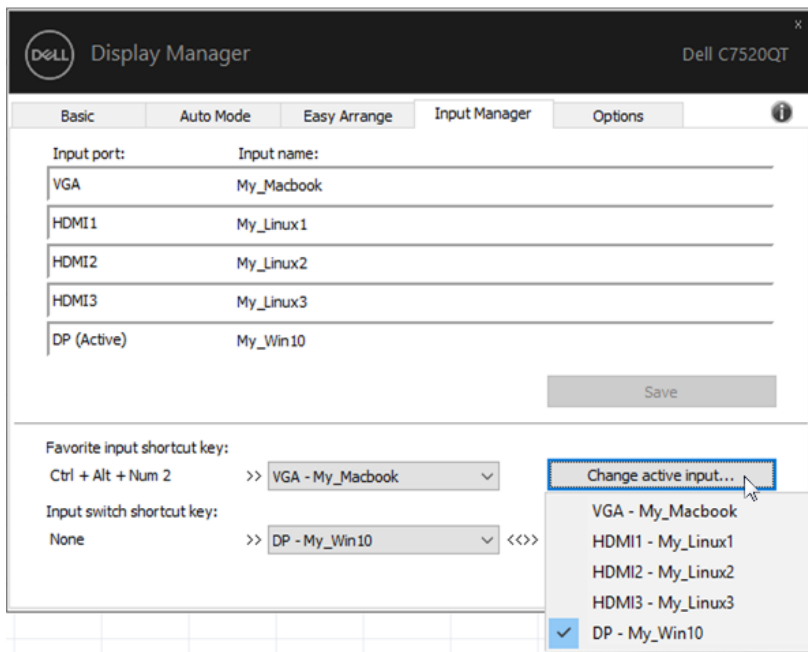 x
DELL Display Manager Dell C7520QT
Basic Auto Mode Easy Arrange Input Manager Options i
Input port: Input name:
VGA My_Macbook
HDMI1 My_Linux1
HDMI2 My_Linux2
HDMI3 My_Linux3
DP (Active) My_Win10
Save
Favorite input shortcut key:
Ctrl + Alt + Num 2 >> VGA - My_Macbook Change active input...
Input switch shortcut key:
None >> DP - My_Win10 <<>>
VGA - My_Macbook
HDMI1 - My_Linux1
HDMI2 - My_Linux2
HDMI3 - My_Linux3
DP - My_Win10